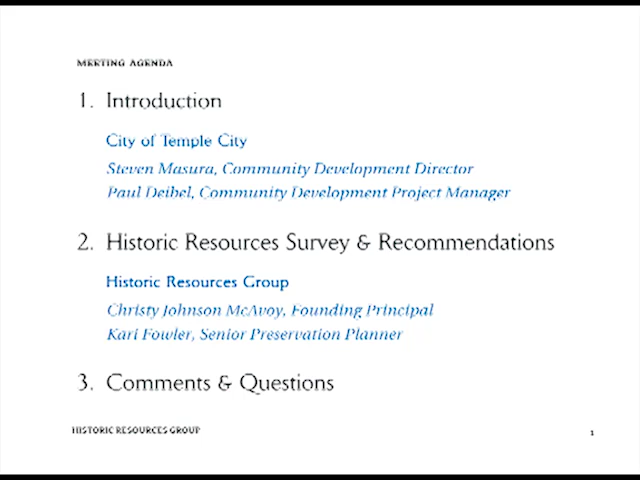 MEETING AGENDA
1. Introduction
City of Temple City
Steven Masura, Community Development Director
Paul Deibel, Community Development Project Manager
2. Historic Resources Survey & Recommendations
Historic Resources Group
Christy Johnson McAvoy, Founding Principal
Kari Fowler, Senior Preservation Planner
3. Comments & Questions
HISTORIC RESOURCES GROUP
1